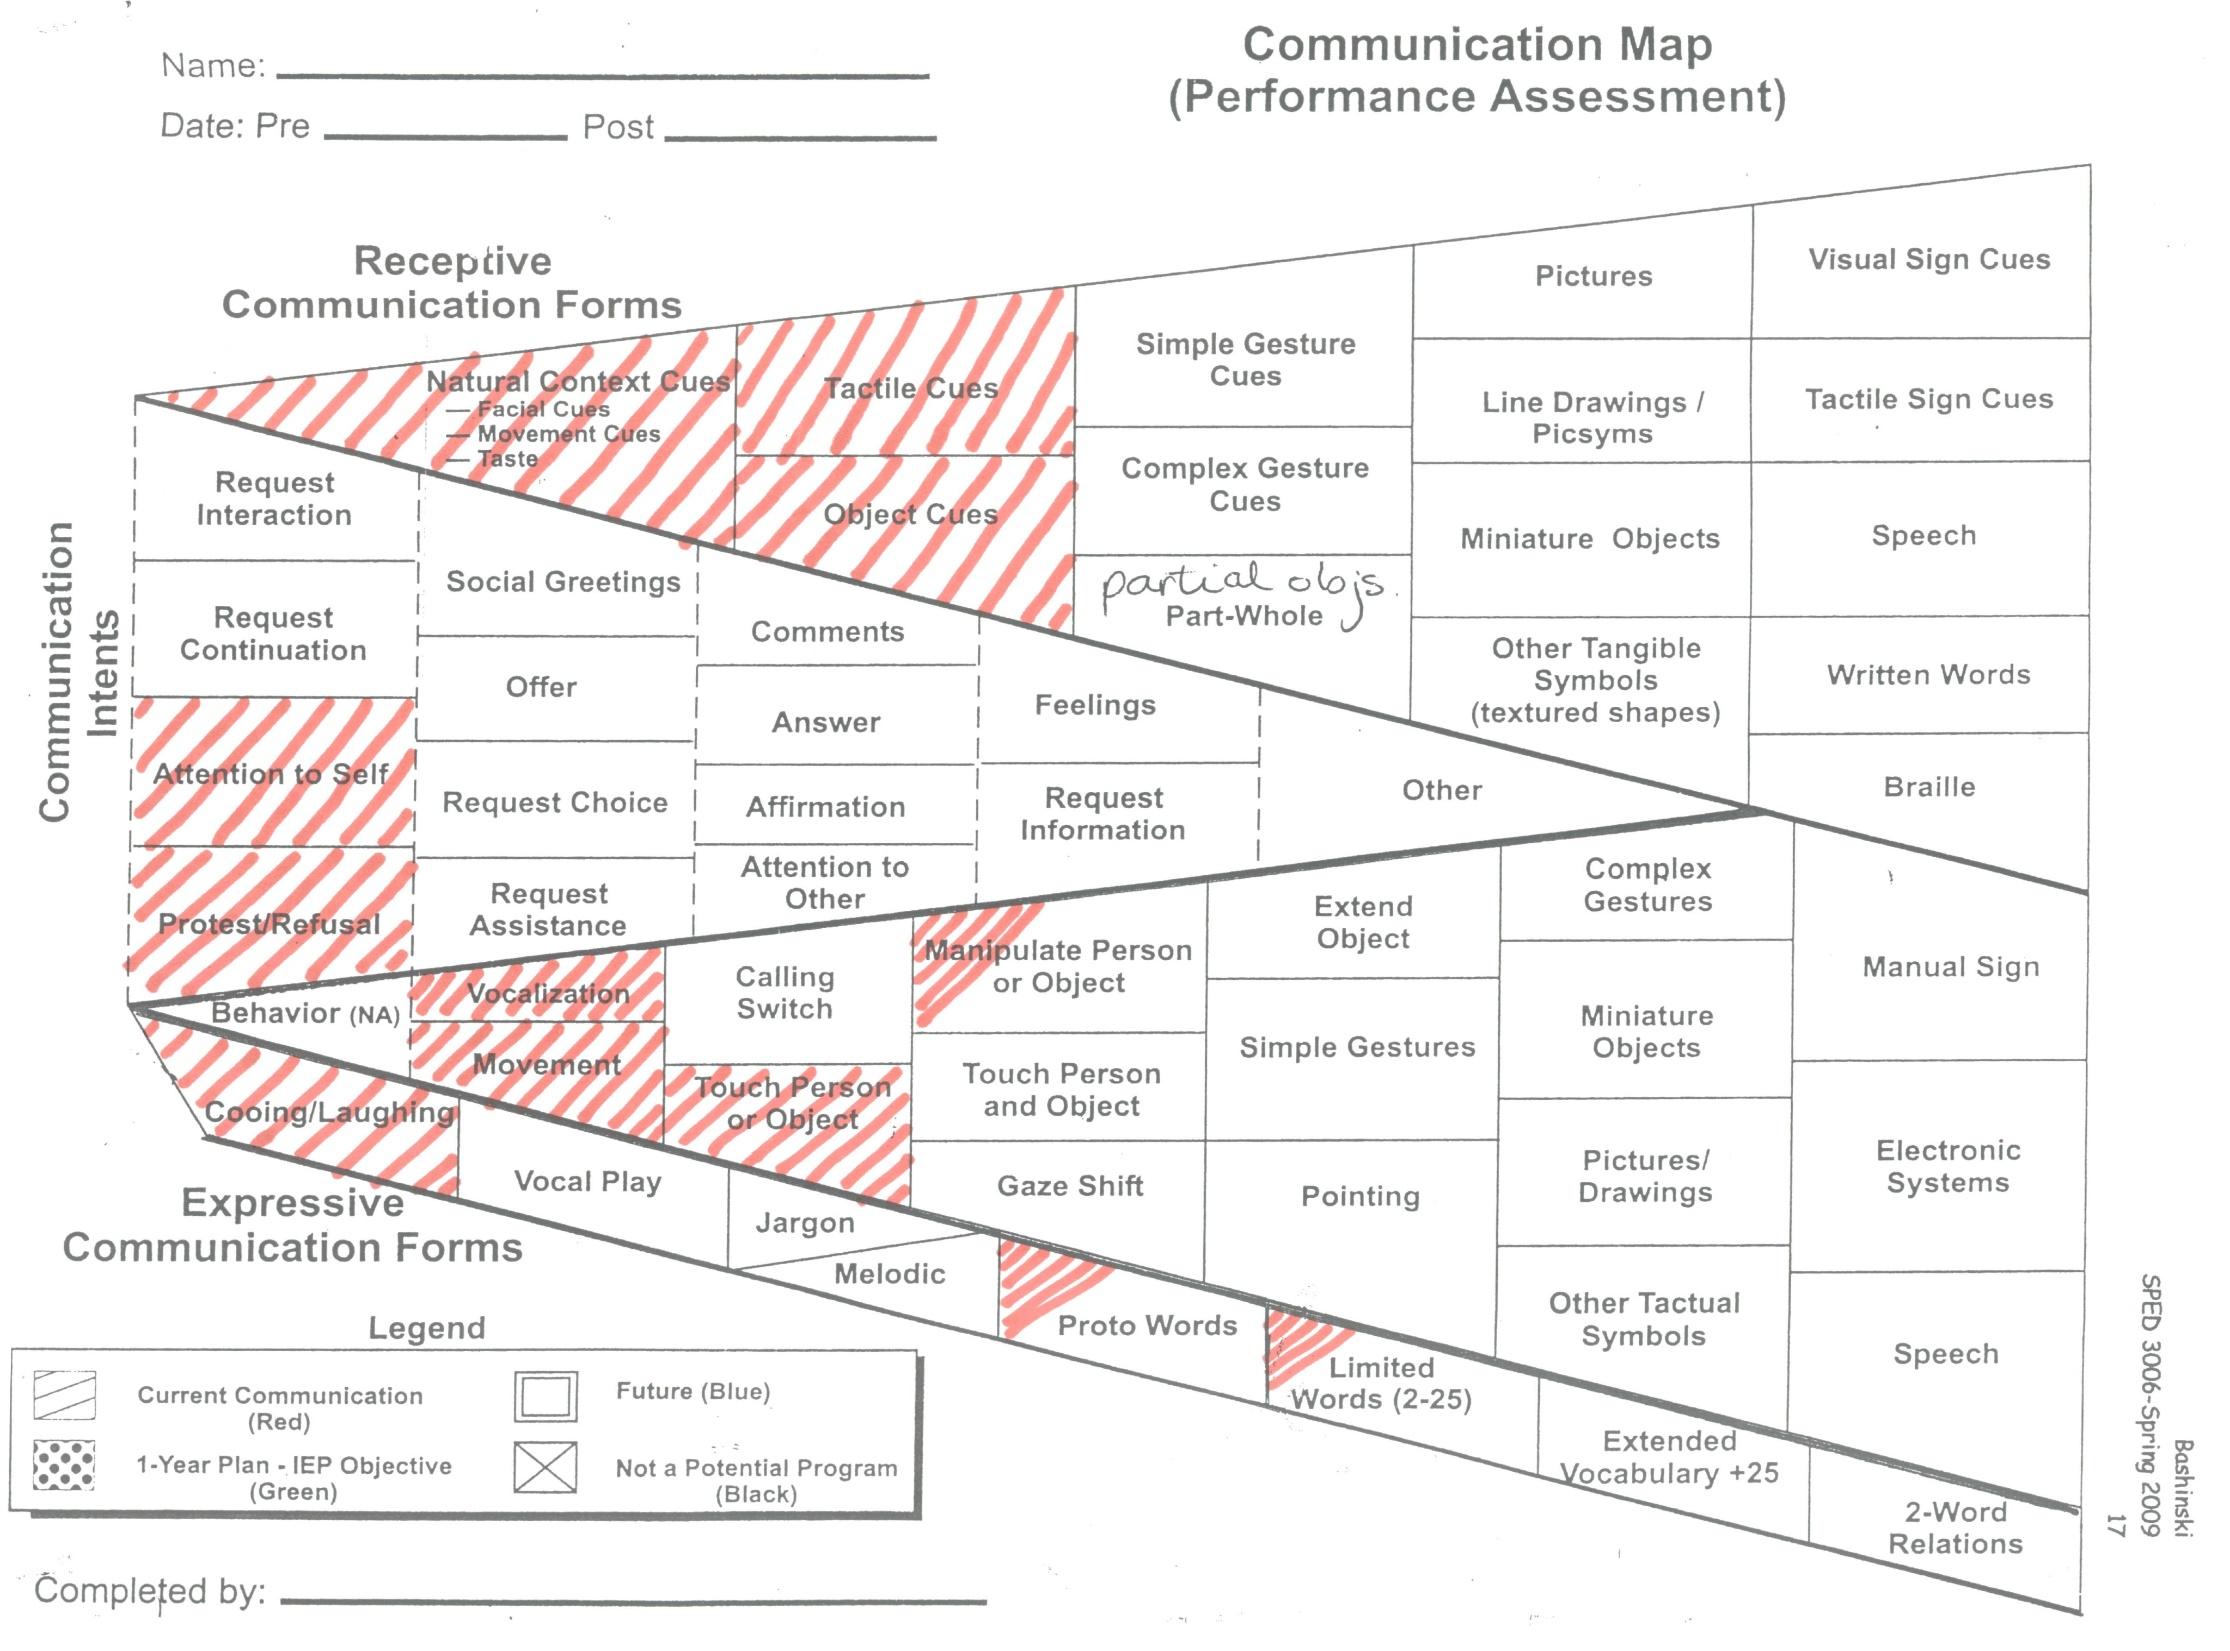 Name:
Date: Pre Post
Communication Map
(Performance Assessment)
Receptive
Communication Forms
Natural Context Cues
— Facial Cues
— Movement Cues
— Taste
Tactile Cues
Object Cues
Simple Gesture
Cues
Complex Gesture
Cues
partial objs.
Part-Whole
Pictures
Line Drawings /
Picsyms
Miniature Objects
Other Tangible
Symbols
(textured shapes)
Visual Sign Cues
Tactile Sign Cues
Speech
Written Words
Braille
Communication
Intents
Request
Interaction
Request
Continuation
Attention to Self
Protest/Refusal
Social Greetings
Offer
Request Choice
Request
Assistance
Comments
Answer
Affirmation
Attention to
Other
Feelings
Request
Information
Other
Behavior (NA)
Vocalization
Movement
Calling
Switch
Touch Person
or Object
Manipulate Person
or Object
Touch Person
and Object
Gaze Shift
Extend
Object
Simple Gestures
Pointing
Complex
Gestures
Miniature
Objects
Pictures/
Drawings
Other Tactual
Symbols
Manual Sign
Electronic
Systems
Speech
Cooing/Laughing
Vocal Play
Jargon
Melodic
Proto Words
Limited
Words (2-25)
Extended
Vocabulary +25
2-Word
Relations
Expressive
Communication Forms
Legend
Current Communication
(Red)
1-Year Plan - IEP Objective
(Green)
Future (Blue)
Not a Potential Program
(Black)
Completed by:
Bashinski
SPED 3006-Spring 2009
17